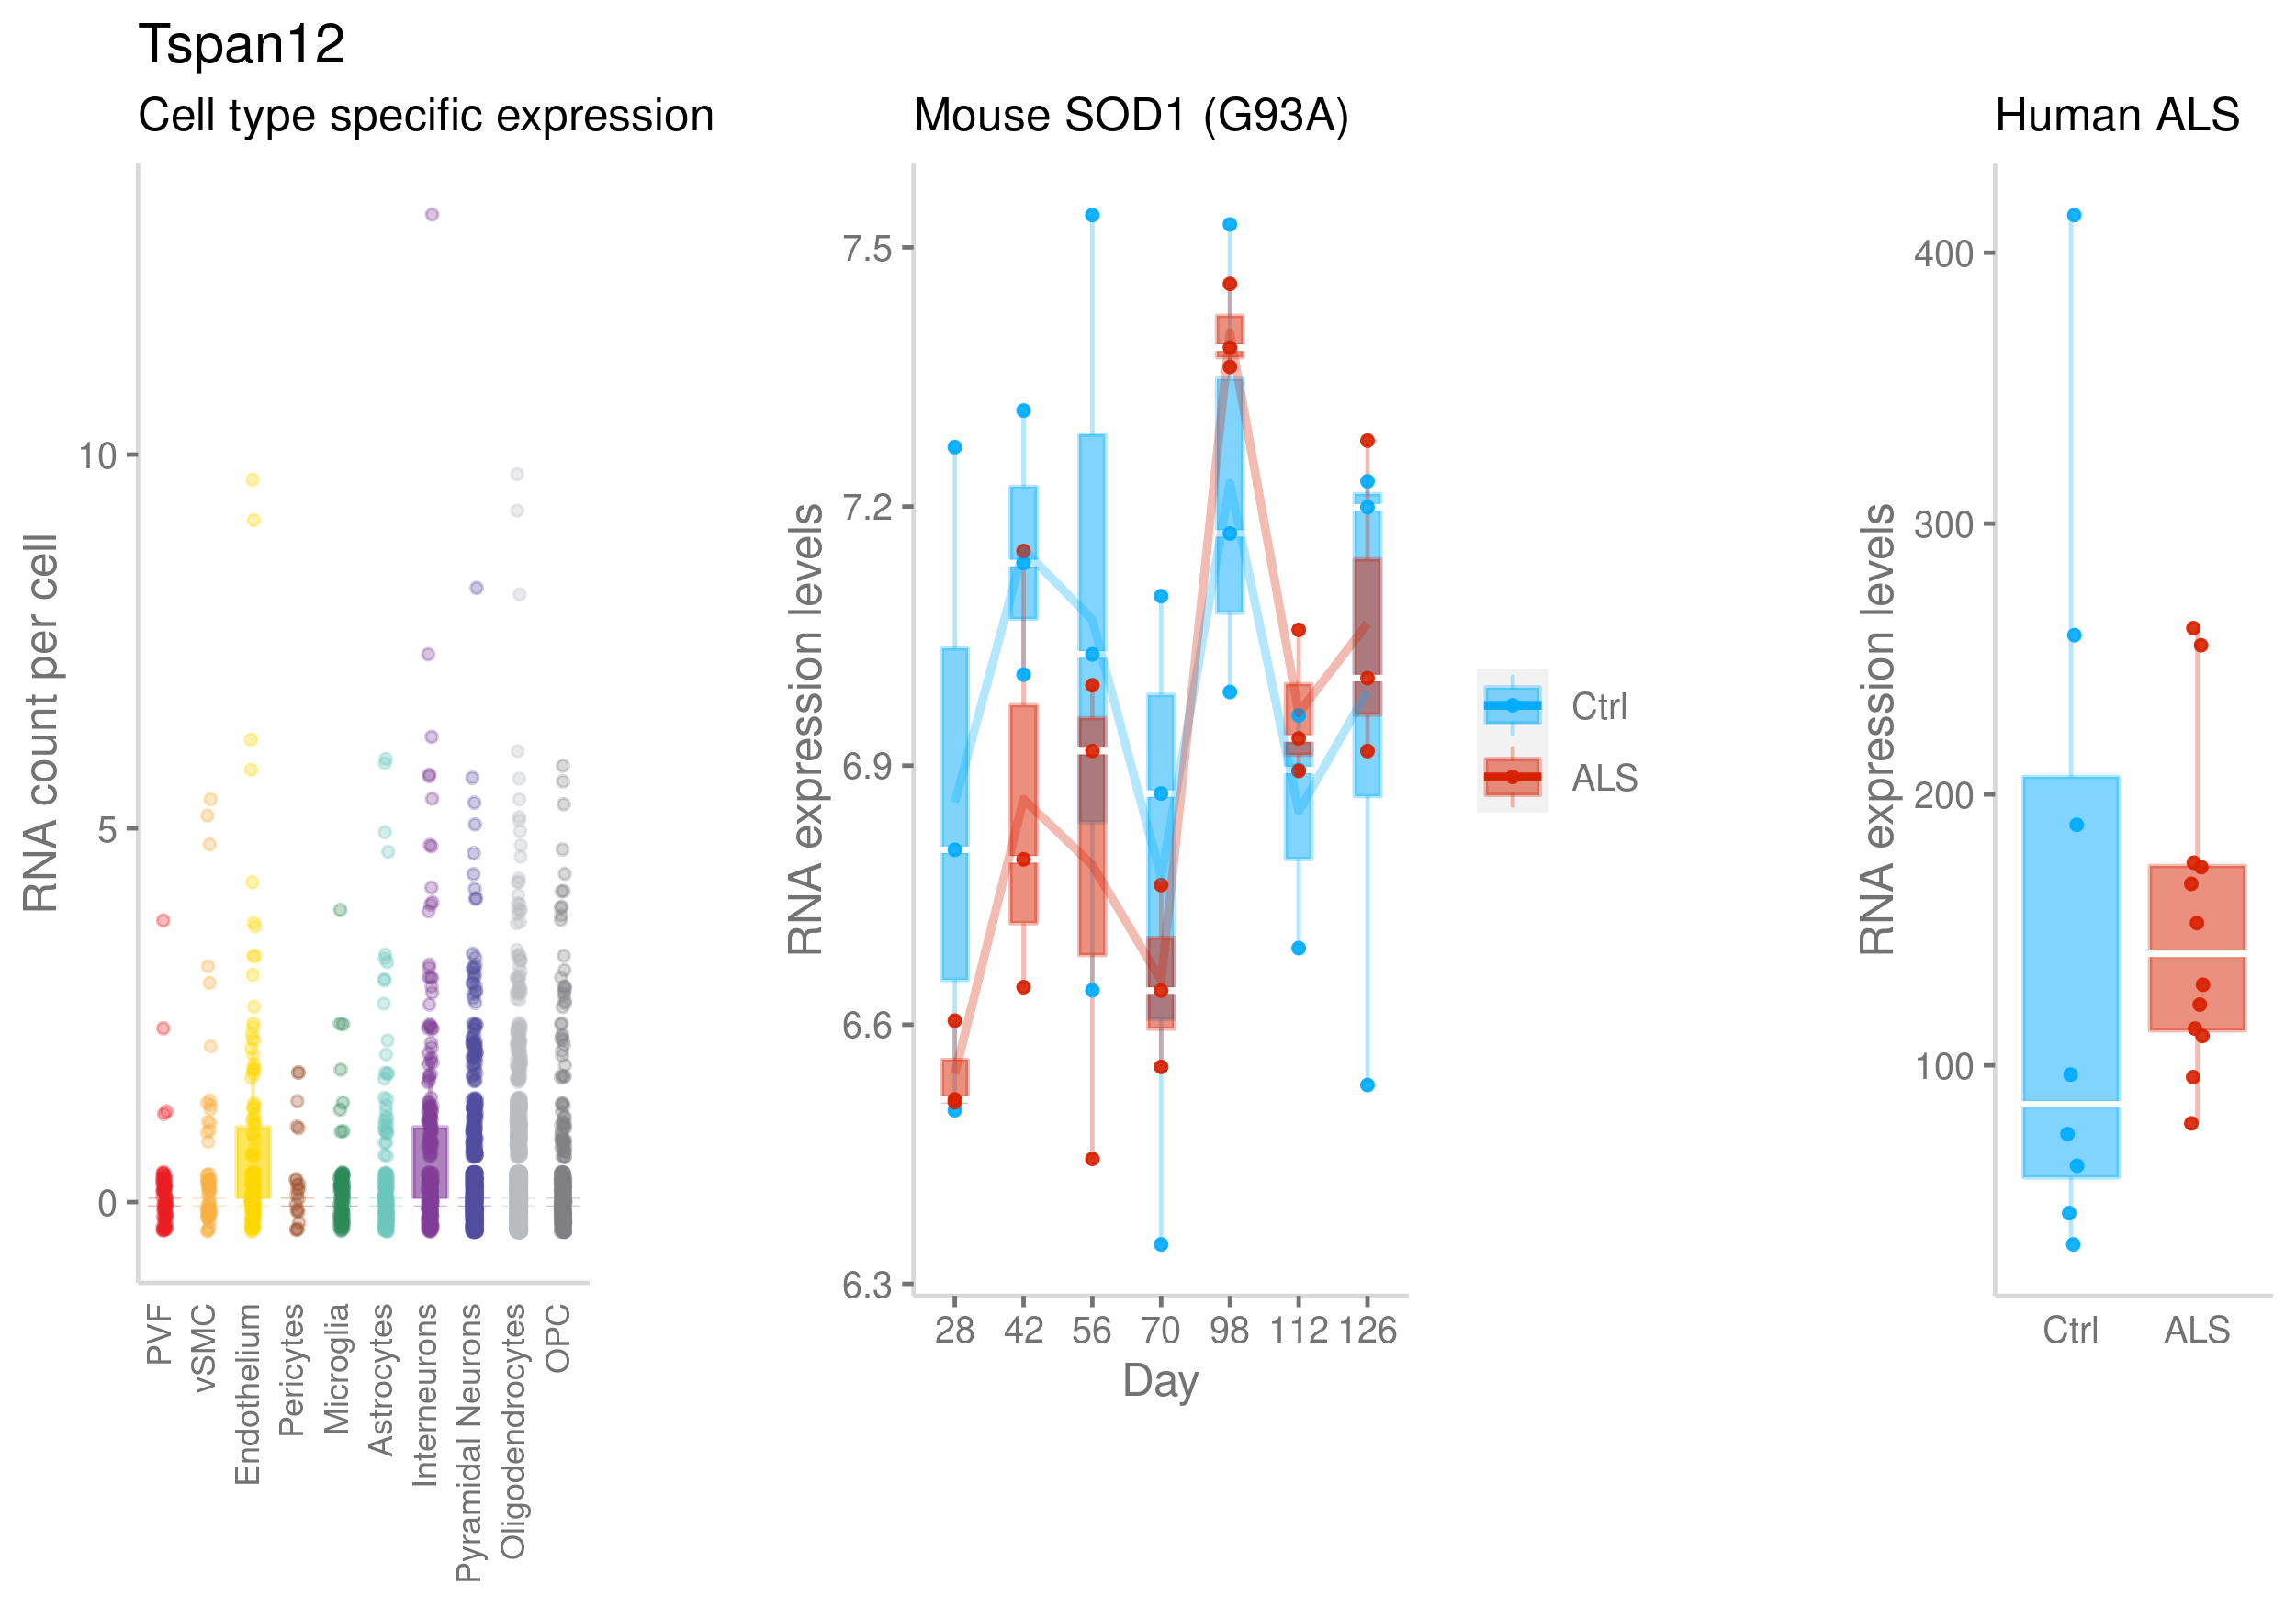 Tspan12
Cell type specific expression
RNA count per cell
10
5
0
PVF
vSMC
Endothelium
Pericytes
Microglia
Astrocytes
Interneurons
Pyramidal Neurons
Oligodendrocytes
OPC
Mouse SOD1 (G93A)
RNA expression levels
7.5
7.2
6.9
6.6
6.3
28 42 56 70 98 112 126
Day
Ctrl
ALS
Human ALS
RNA expression levels
400
300
200
100
Ctrl ALS